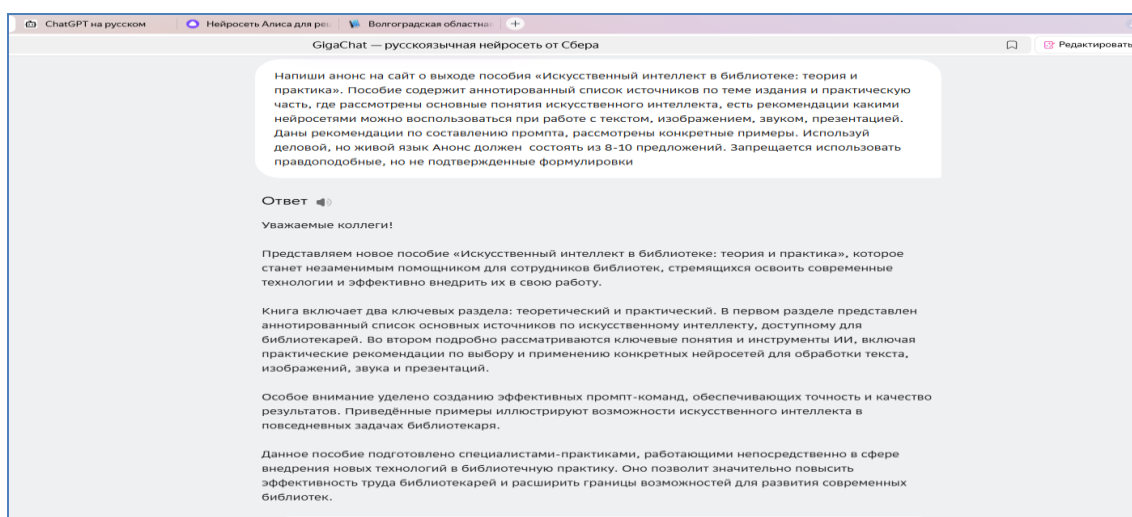 ChatGPT на русском Нейросеть Алиса для ре Волгоградская областна +
GigaChat — русскоязычная нейросеть от Сбера Редактировать
Напиши анонс на сайт о выходе пособия «Искусственный интеллект в библиотеке: теория и
практика». Пособие содержит аннотированный список источников по теме издания и практическую
часть, где рассмотрены основные понятия искусственного интеллекта, есть рекомендации какими
нейросетями можно воспользоваться при работе с текстом, изображением, звуком, презентацией.
Даны рекомендации по составлению промпта, рассмотрены конкретные примеры. Используй
деловой, но живой язык Анонс должен состоять из 8-10 предложений. Запрещается использовать
правдоподобные, но не подтвержденные формулировки
Ответ
Уважаемые коллеги!
Представляем новое пособие «Искусственный интеллект в библиотеке: теория и практика», которое
станет незаменимым помощником для сотрудников библиотек, стремящихся освоить современные
технологии и эффективно внедрить их в свою работу.
Книга включает два ключевых раздела: теоретический и практический. В первом разделе представлен
аннотированный список основных источников по искусственному интеллекту, доступному для
библиотекарей. Во втором подробно рассматриваются ключевые понятия и инструменты ИИ, включая
практические рекомендации по выбору и применению конкретных нейросетей для обработки текста,
изображений, звука и презентаций.
Особое внимание уделено созданию эффективных промпт-команд, обеспечивающих точность и качество
результатов. Приведённые примеры иллюстрируют возможности искусственного интеллекта в
повседневных задачах библиотекаря.
Данное пособие подготовлено специалистами-практиками, работающими непосредственно в сфере
внедрения новых технологий в библиотечную практику. Оно позволит значительно повысить
эффективность труда библиотекарей и расширить границы возможностей для развития современных
библиотек.